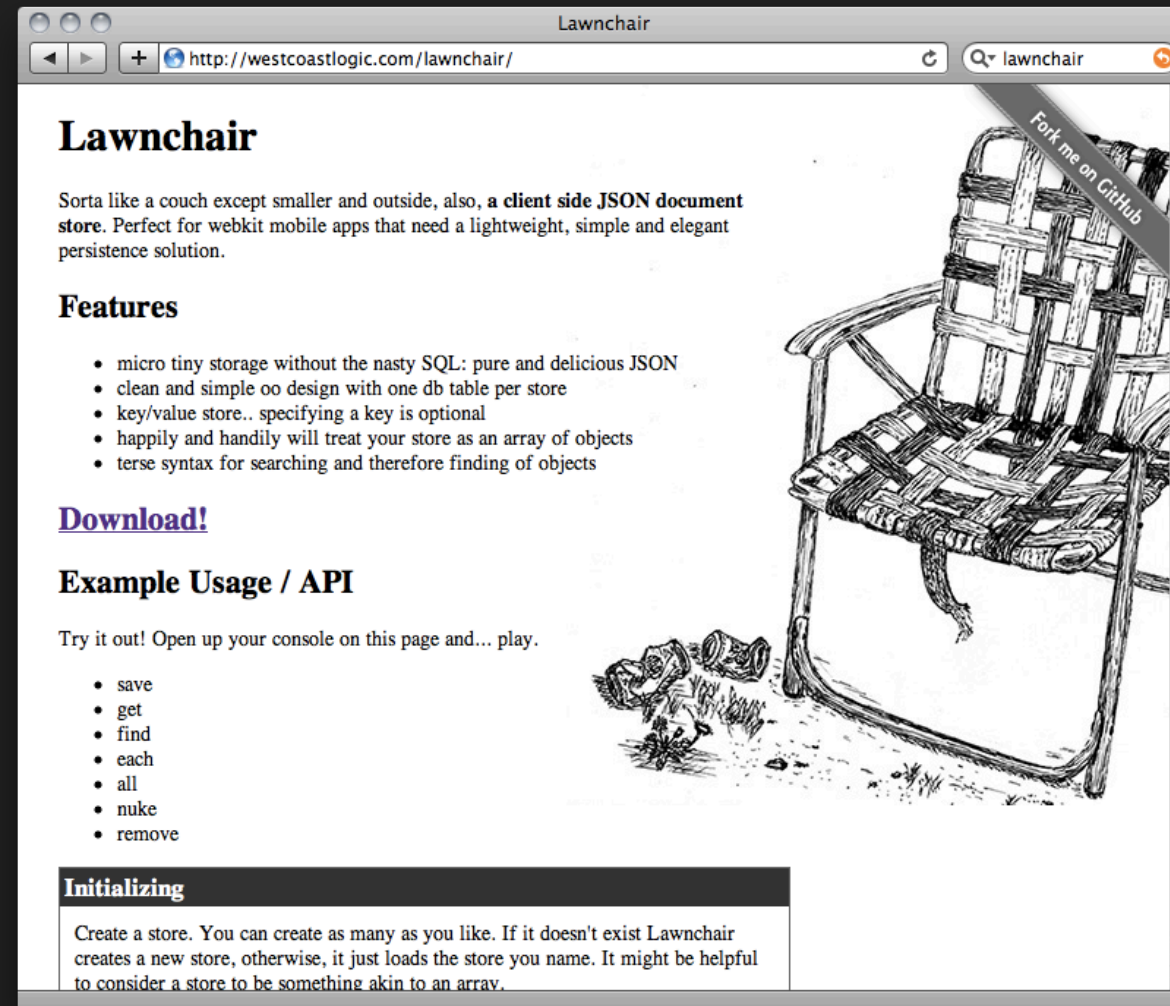 Lawnchair
http://westcoastlogic.com/lawnchair/
lawnchair
Fork me on GitHub
Lawnchair
Sorta like a couch except smaller and outside, also, a client side JSON document
store. Perfect for webkit mobile apps that need a lightweight, simple and elegant
persistence solution.
Features
• micro tiny storage without the nasty SQL: pure and delicious JSON
• clean and simple oo design with one db table per store
• key/value store.. specifying a key is optional
• happily and handily will treat your store as an array of objects
• terse syntax for searching and therefore finding of objects
Download!
Example Usage / API
Try it out! Open up your console on this page and... play.
• save
• get
• find
• each
• all
• nuke
• remove
Initializing
Create a store. You can create as many as you like. If it doesn't exist Lawnchair
creates a new store, otherwise, it just loads the store you name. It might be helpful
to consider a store to be something akin to an array.